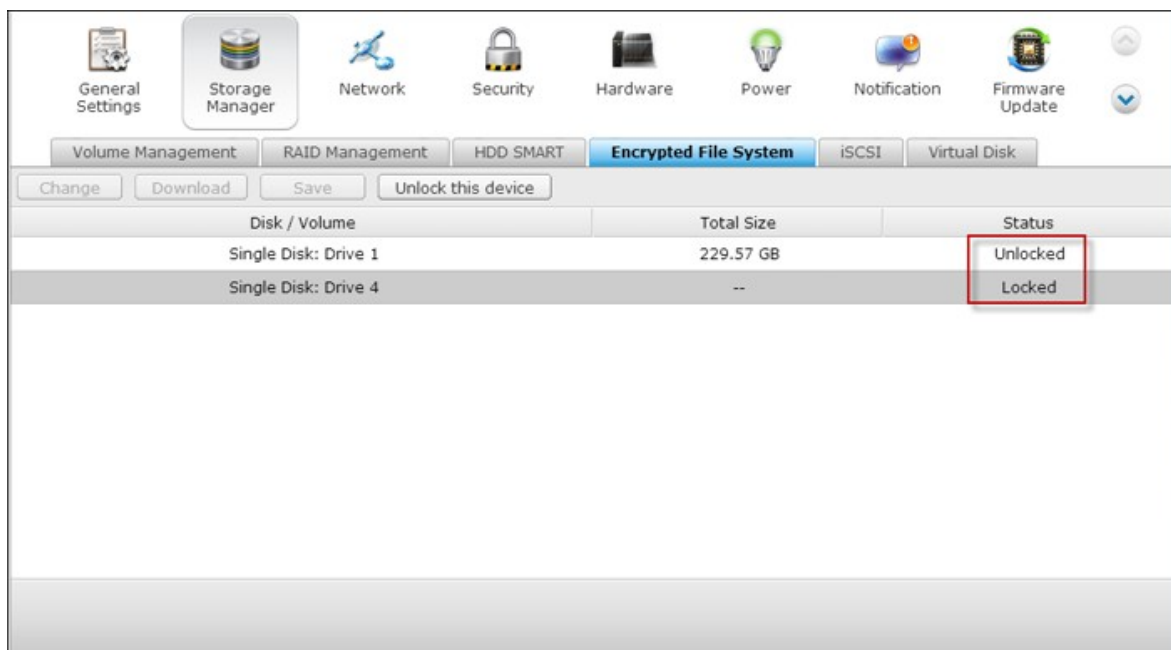 General Settings
Storage Manager
Network
Security
Hardware
Power
Notification
Firmware Update
Volume Management
RAID Management
HDD SMART
Encrypted File System
iSCSI
Virtual Disk
Change
Download
Save
Unlock this device
Disk / Volume Total Size Status
Single Disk: Drive 1 229.57 GB Unlocked
Single Disk: Drive 4 -- Locked